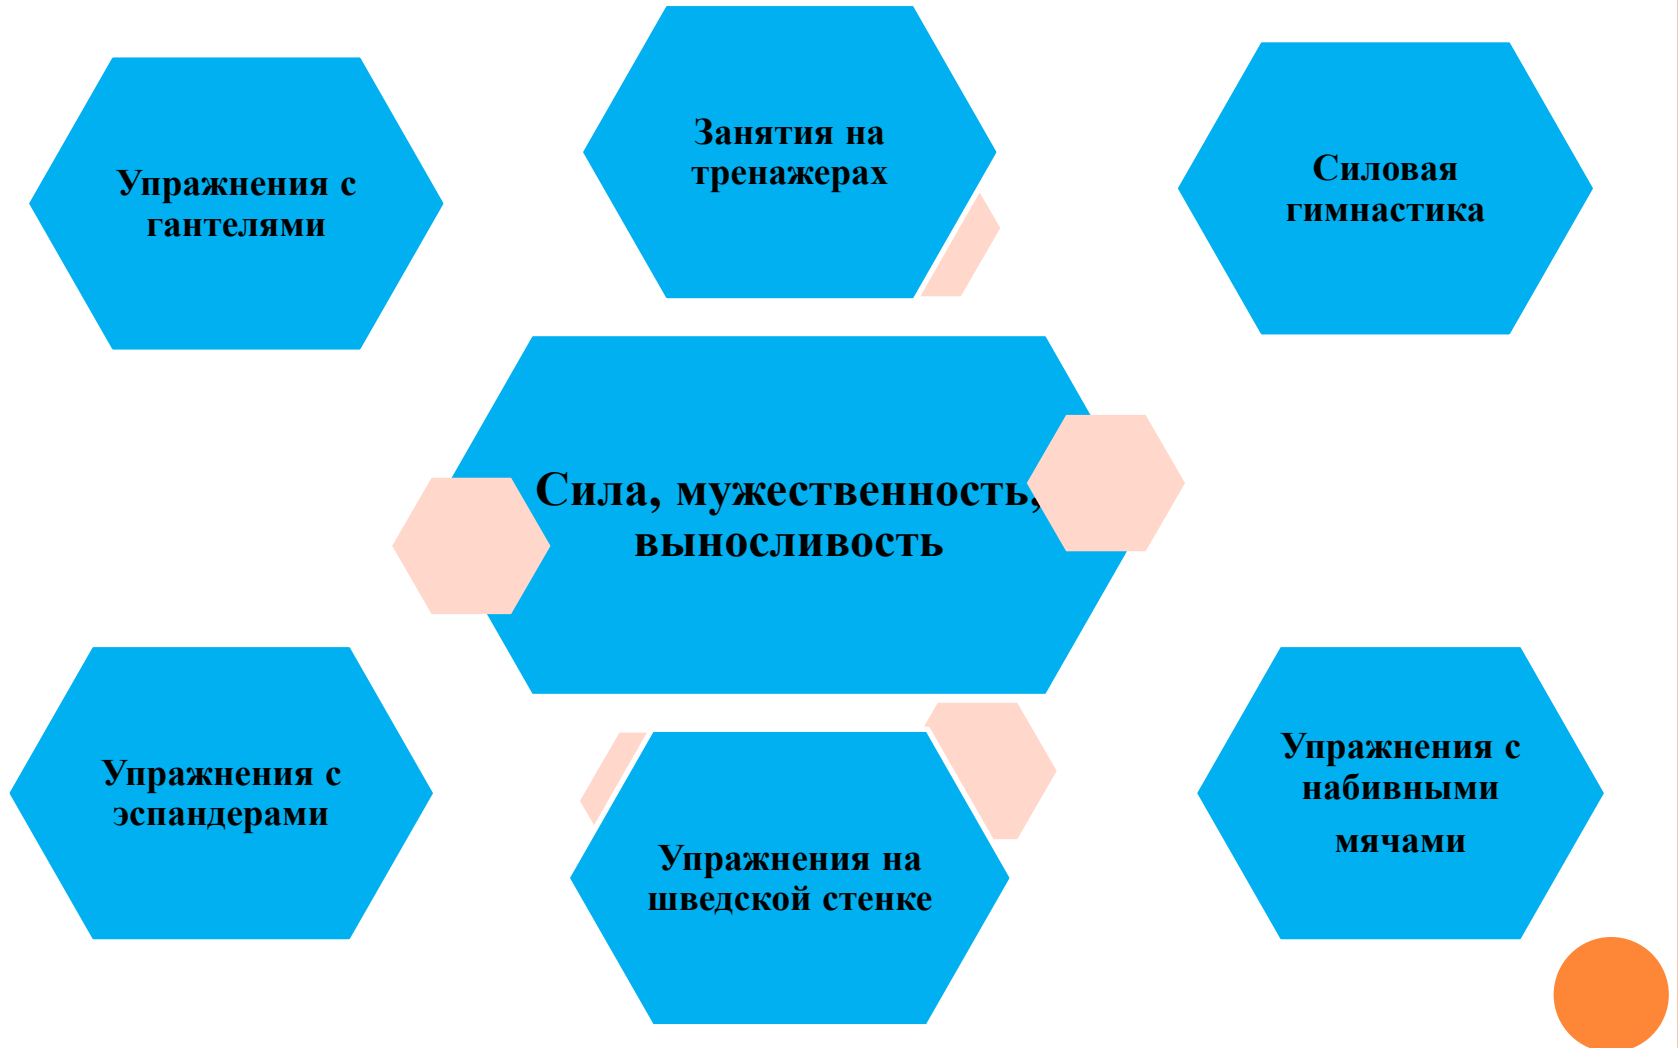 Упражнения с
гантелями
Занятия на
тренажерах
Силовая
гимнастика
Сила, мужественность,
выносливость
Упражнения с
эспандерами
Упражнения на
шведской стенке
Упражнения с
набивными
мячами